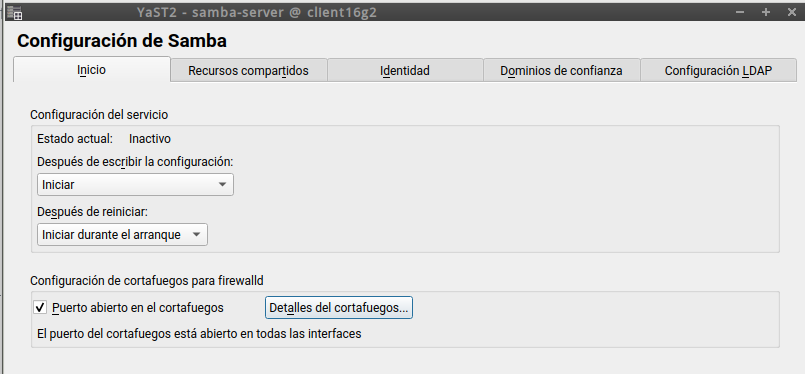 YaST2 - samba-server @ client16g2
Configuración de Samba
Inicio
Recursos compartidos
Identidad
Dominios de confianza
Configuración LDAP
Configuración del servicio
Estado actual: Inactivo
Después de escribir la configuración:
Iniciar
Después de reiniciar:
Iniciar durante el arranque
Configuración de cortafuegos para firewalld
Puerto abierto en el cortafuegos
Detalles del cortafuegos...
El puerto del cortafuegos está abierto en todas las interfaces